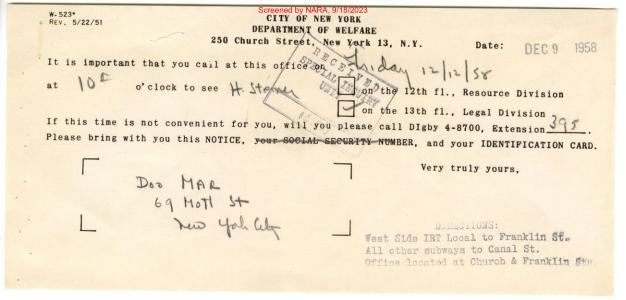 Screened by NARA, 9/18/2023
W-523*
REV. 5/22/51
CITY OF NEW YORK
DEPARTMENT OF WELFARE
250 Church Street, New York 13, N.Y.
Date: DEC 9 1958
It is important that you call at this office on Friday 12/12/58
at 10 o'clock to see H. on the 12th fl., Resource Division
on the 13th fl., Legal Division
RECEIVED
SPECIAL INQUIRY
UNIT
If this time is not convenient for you, will you please call DIgby 4-8700, Extension 395.
Please bring with you this NOTICE, your SOCIAL SECURITY NUMBER, and your IDENTIFICATION CARD.
Very truly yours,
Doo MAR
69 Mott St
New York City
DIRECTIONS:
West Side IRT Local to Franklin St.
All other subways to Canal St.
Office located at Church & Franklin Sts.